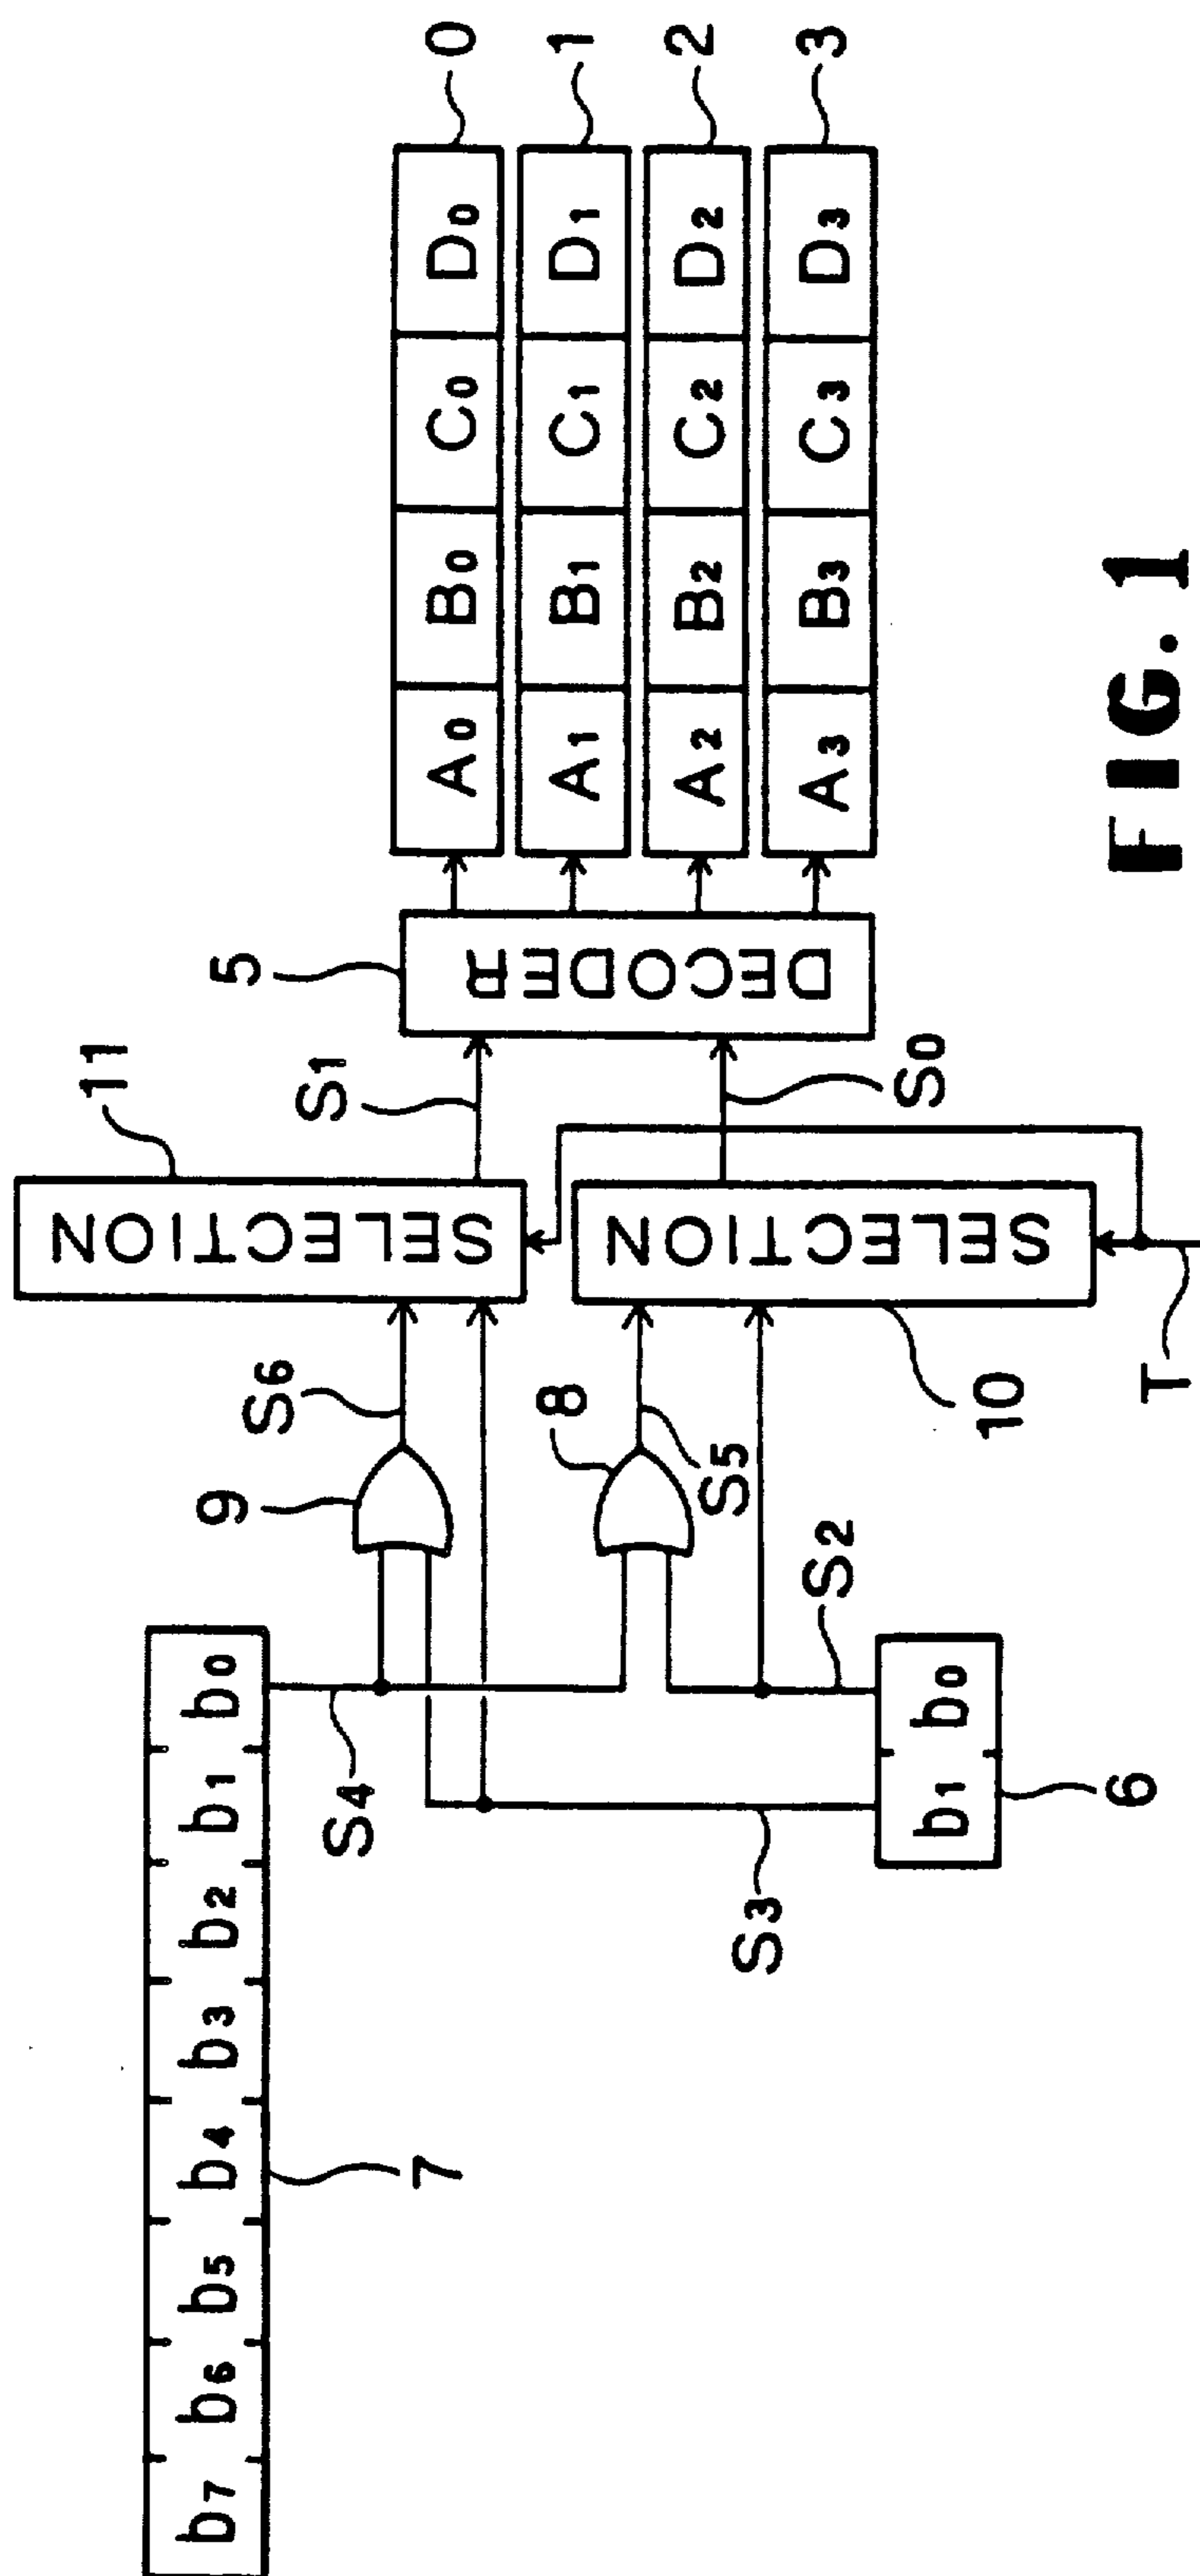 b7 b6 b5 b4 b3 b2 b1 b0
7
S4
S3
b1 b0
6
S2
9
S6
8
S5
11
SELECTION
SELECTION
10
T
S1
S0
5
DECODER
A0 B0 C0 D0 0
A1 B1 C1 D1 1
A2 B2 C2 D2 2
A3 B3 C3 D3 3
FIG. 1